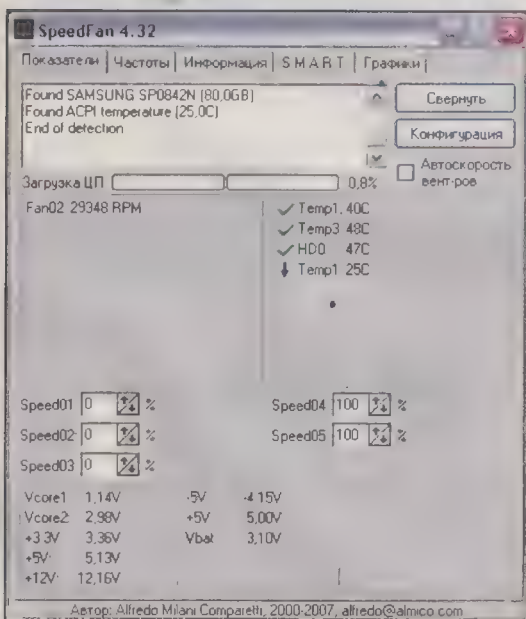 SpeedFan 4.32
Показатели Частоты Информация S.M.A.R.T. Графики
Found SAMSUNG SP0842N (80,0GB)
Found ACPI temperature (25,0C)
End of detection
Свернуть
Конфигурация
Автоскорость
вент-ров
Загрузка ЦП 0,8%
Fan02 29348 RPM
Temp1. 40C
Temp3 48C
HD0 47C
Temp1 25C
Speed01 0 %
Speed04 100 %
Speed02 0 %
Speed05 100 %
Speed03 0 %
Vcore1 1,14V -5V -4.15V
Vcore2 2,98V +5V 5,00V
+3.3V 3,36V Vbat 3,10V
+5V 5,13V
+12V 12,16V
Автор: Alfredo Milani Comparetti, 2000-2007, alfredo@almico.com